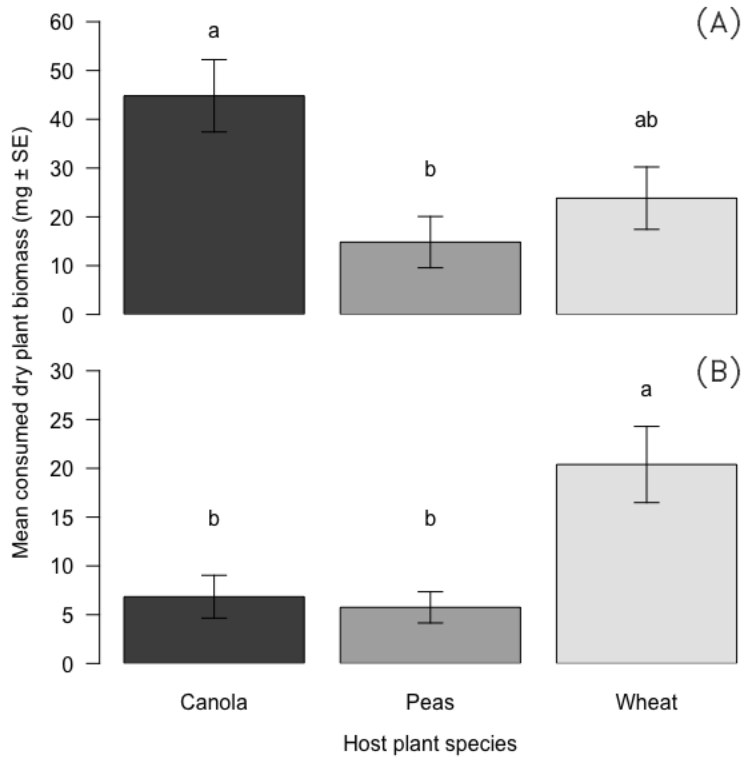 Mean consumed dry plant biomass (mg ± SE)
(A)
60
50
40
30
20
10
0
a
b
ab
(B)
30
25
20
15
10
5
0
b
b
a
Canola Peas Wheat
Host plant species